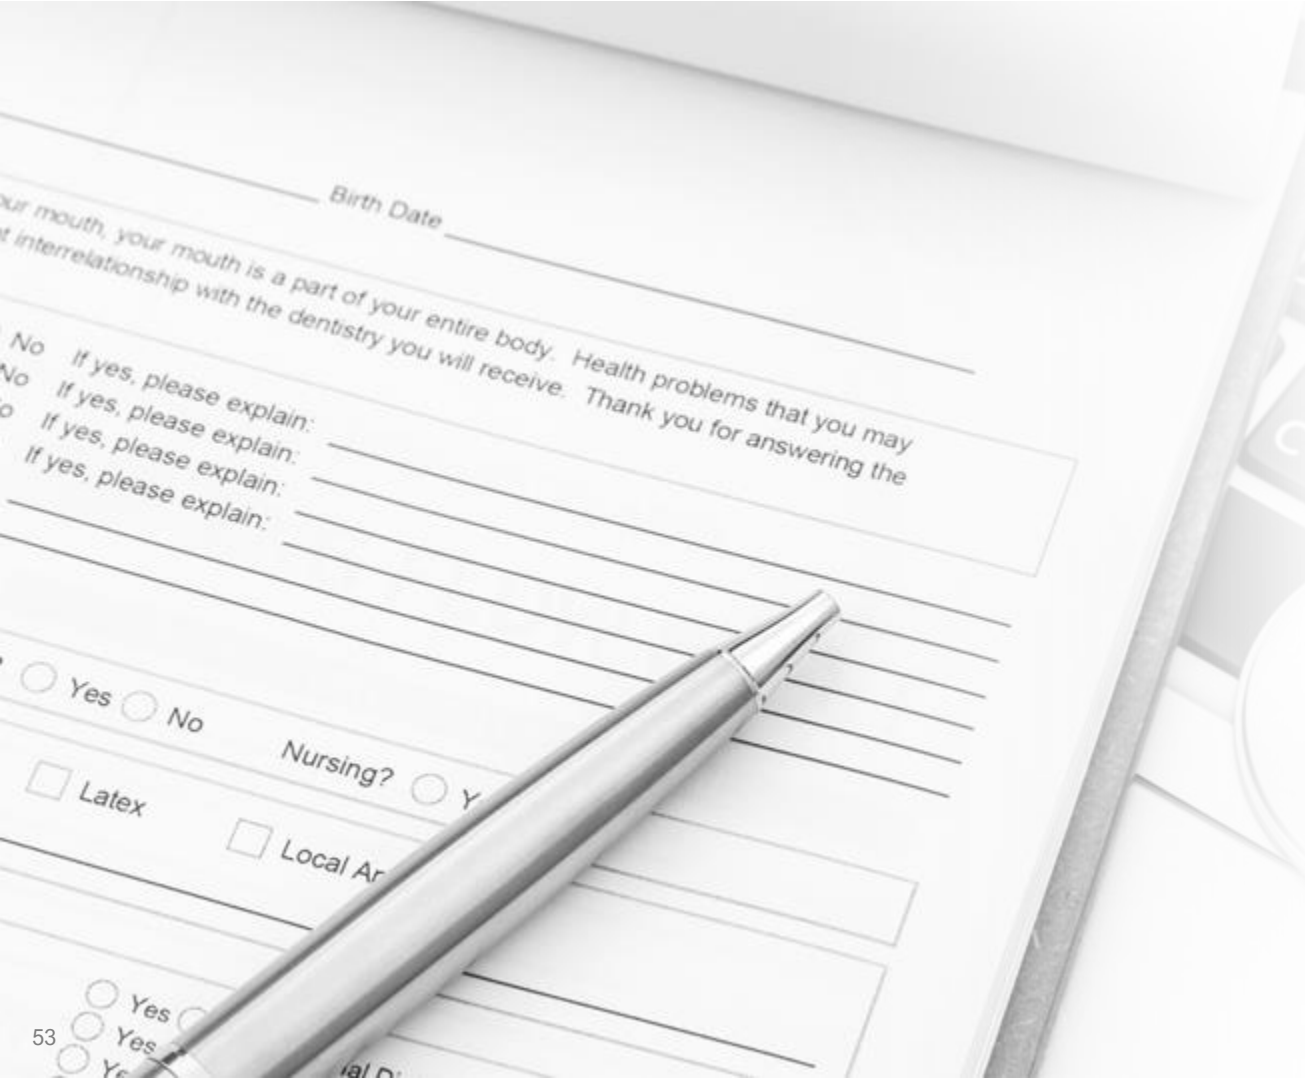 Birth Date
our mouth, your mouth is a part of your entire body. Health problems that you may
interrelationship with the dentistry you will receive. Thank you for answering the
No If yes, please explain:
No If yes, please explain:
If yes, please explain:
If yes, please explain:
Yes No Nursing? Y
Latex Local
Yes
Yes
53